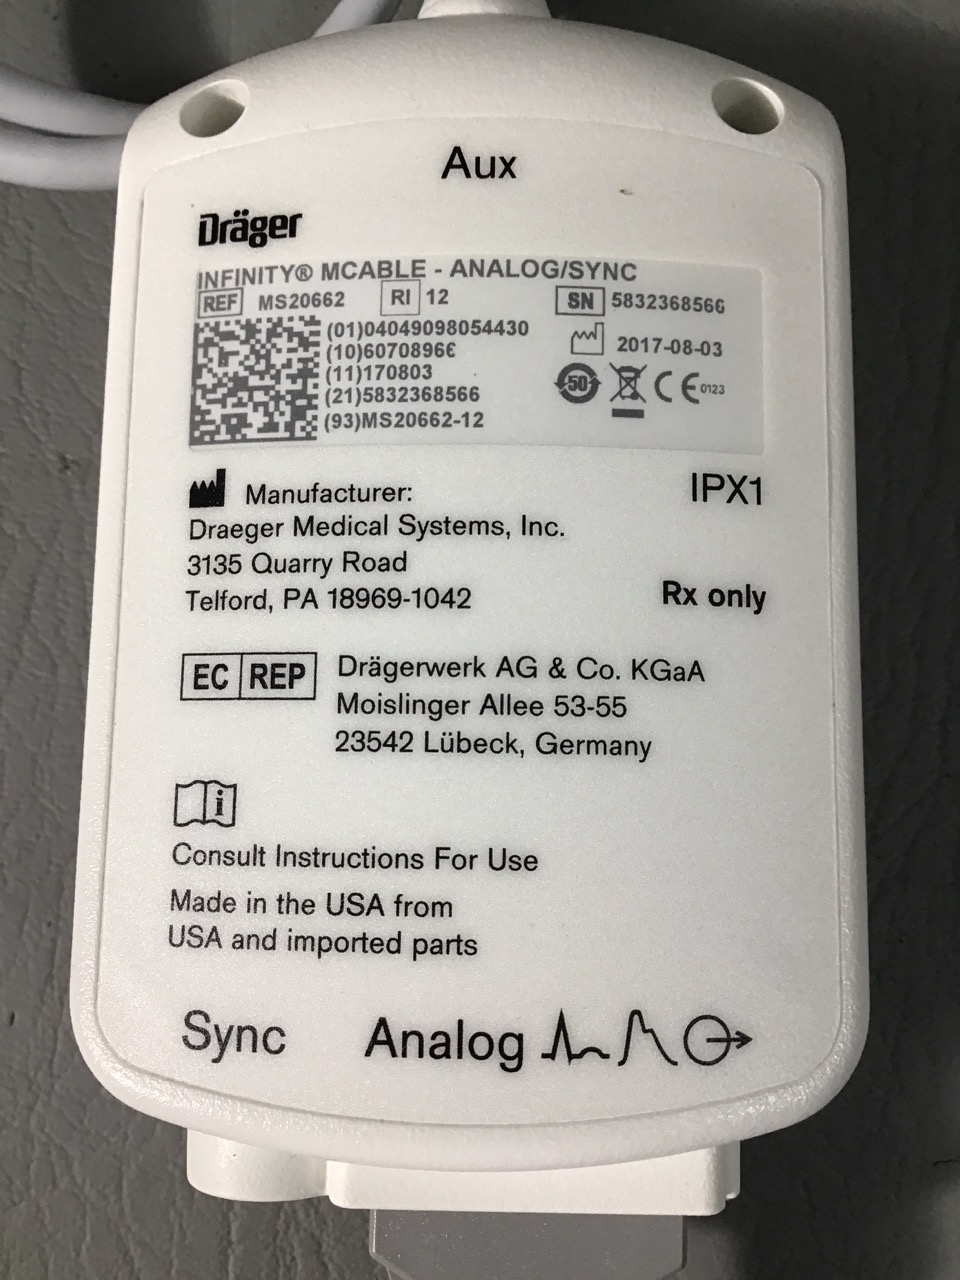 Aux
Dräger
INFINITY® MCABLE - ANALOG/SYNC
REF MS20662 RI 12 SN 5832368566
(01)04049098054430
(10)60708966
(11)170803
(21)5832368566
(93)MS20662-12
2017-08-03
50 CE 0123
Manufacturer:
Draeger Medical Systems, Inc.
3135 Quarry Road
Telford, PA 18969-1042
IPX1
Rx only
EC REP
Drägerwerk AG & Co. KGaA
Moislinger Allee 53-55
23542 Lübeck, Germany
i
Consult Instructions For Use
Made in the USA from
USA and imported parts
Sync Analog